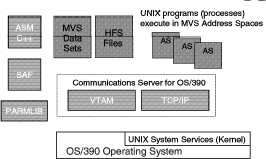 UNIX programs (processes)
execute in MVS Address Spaces
ASM
C++
MVS
Data
Sets
HFS
Files
AS
AS
AS
SAF
Communications Server for OS/390
VTAM
TCP/IP
PARMLIB
UNIX System Services (Kernel)
OS/390 Operating System